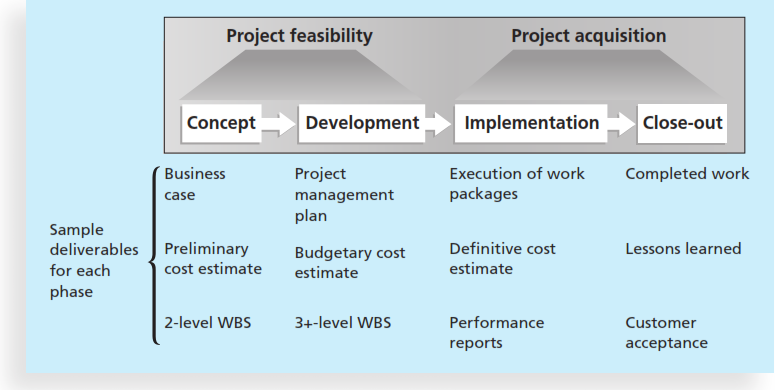 Project feasibility
Project acquisition
Concept
Development
Implementation
Close-out
Sample
deliverables
for each
phase
Business
case
Project
management
plan
Execution of work
packages
Completed work
Preliminary
cost estimate
Budgetary cost
estimate
Definitive cost
estimate
Lessons learned
2-level WBS
3+-level WBS
Performance
reports
Customer
acceptance